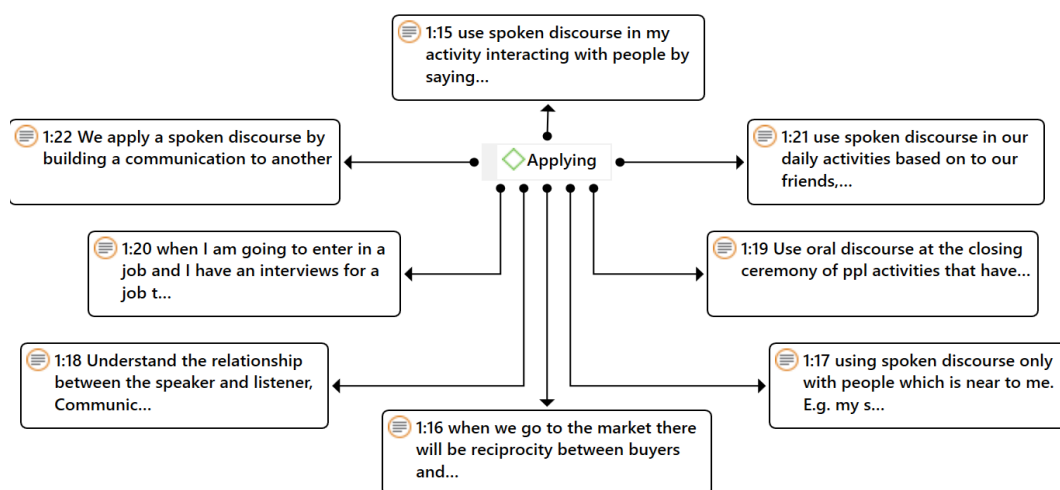 1:15 use spoken discourse in my
activity interacting with people by
saying...
1:22 We apply a spoken discourse by
building a communication to another
Applying
1:21 use spoken discourse in our
daily activities based on to our
friends,...
1:20 when I am going to enter in a
job and I have an interviews for a
job t...
1:19 Use oral discourse at the closing
ceremony of ppl activities that have...
1:18 Understand the relationship
between the speaker and listener,
Communic...
1:17 using spoken discourse only
with people which is near to me.
E.g. my s...
1:16 when we go to the market there
will be reciprocity between buyers
and...